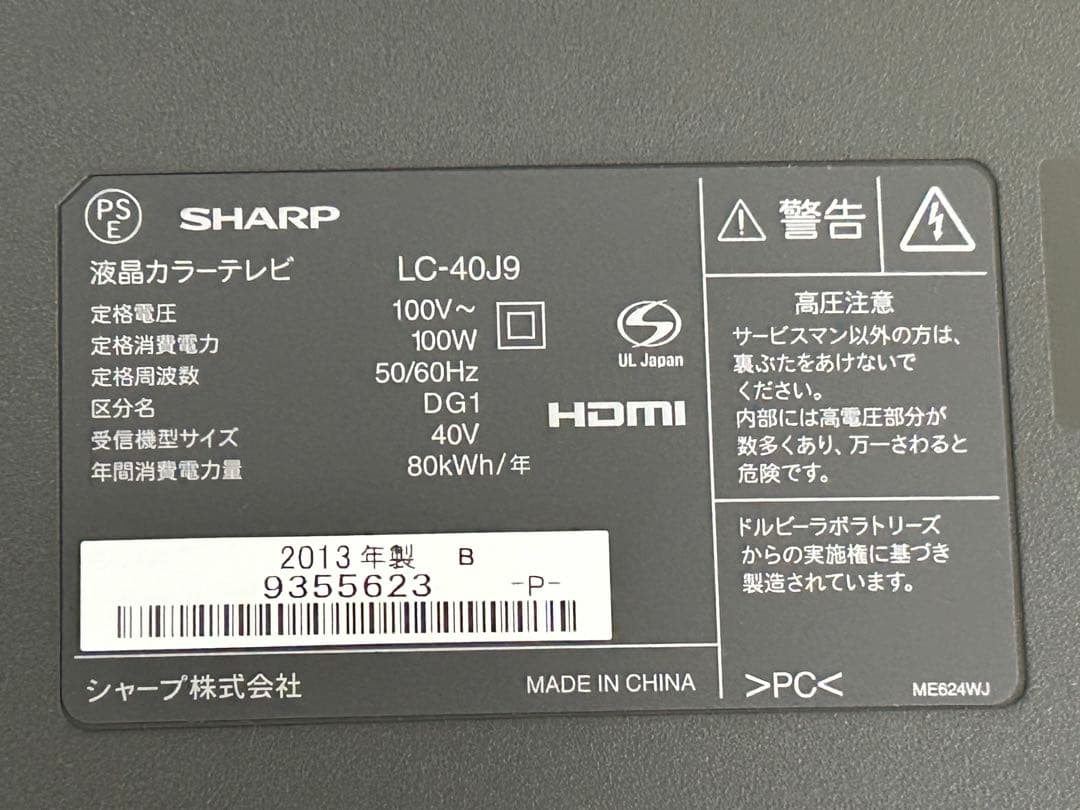 PSE SHARP
液晶カラーテレビ LC-40J9
定格電圧 100V～
定格消費電力 100W
定格周波数 50/60Hz
区分名 DG1
受信機型サイズ 40V
年間消費電力量 80kWh/年
UL Japan
HDMI
2013年製 B
9355623 -P-
シャープ株式会社 MADE IN CHINA
警告
高圧注意
サービスマン以外の方は、
裏ぶたをあけないで
ください。
内部には高電圧部分が
数多くあり、万一さわると
危険です。
ドルビーラボラトリーズ
からの実施権に基づき
製造されています。
>PC< ME624WJ